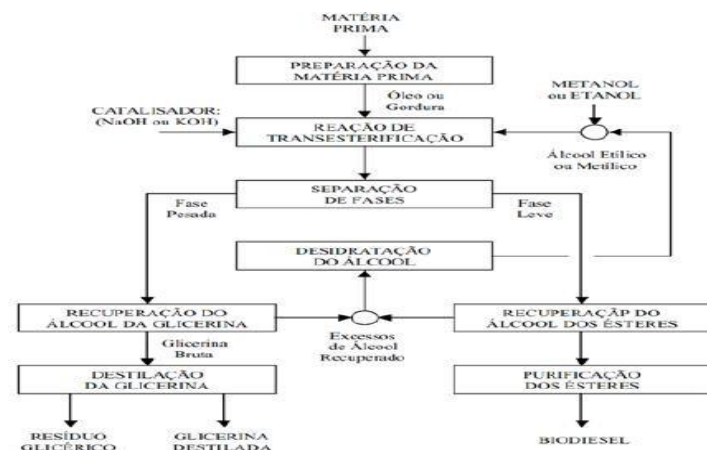 MATÉRIA
PRIMA
PREPARAÇÃO DA
MATÉRIA PRIMA
METANOL
ou ETANOL
Óleo ou
Gordura
CATALISADOR:
(NaOH ou KOH)
REAÇÃO DE
TRANSESTERIFICAÇÃO
Álcool Etílico
ou Metílico
SEPARAÇÃO
DE FASES
Fase
Pesada
Fase
Leve
DESIDRATAÇÃO
DO ÁLCOOL
RECUPERAÇÃO DO
ÁLCOOL DA GLICERINA
RECUPERAÇÃP DO
ÁLCOOL DOS ÉSTERES
Glicerina
Bruta
Excessos
de Álcool
Recuperado
DESTILAÇÃO
DA GLICERINA
PURIFICAÇÃO
DOS ÉSTERES
RESÍDUO
GLICÉRICO
GLICERINA
DESTILADA
BIODIESEL